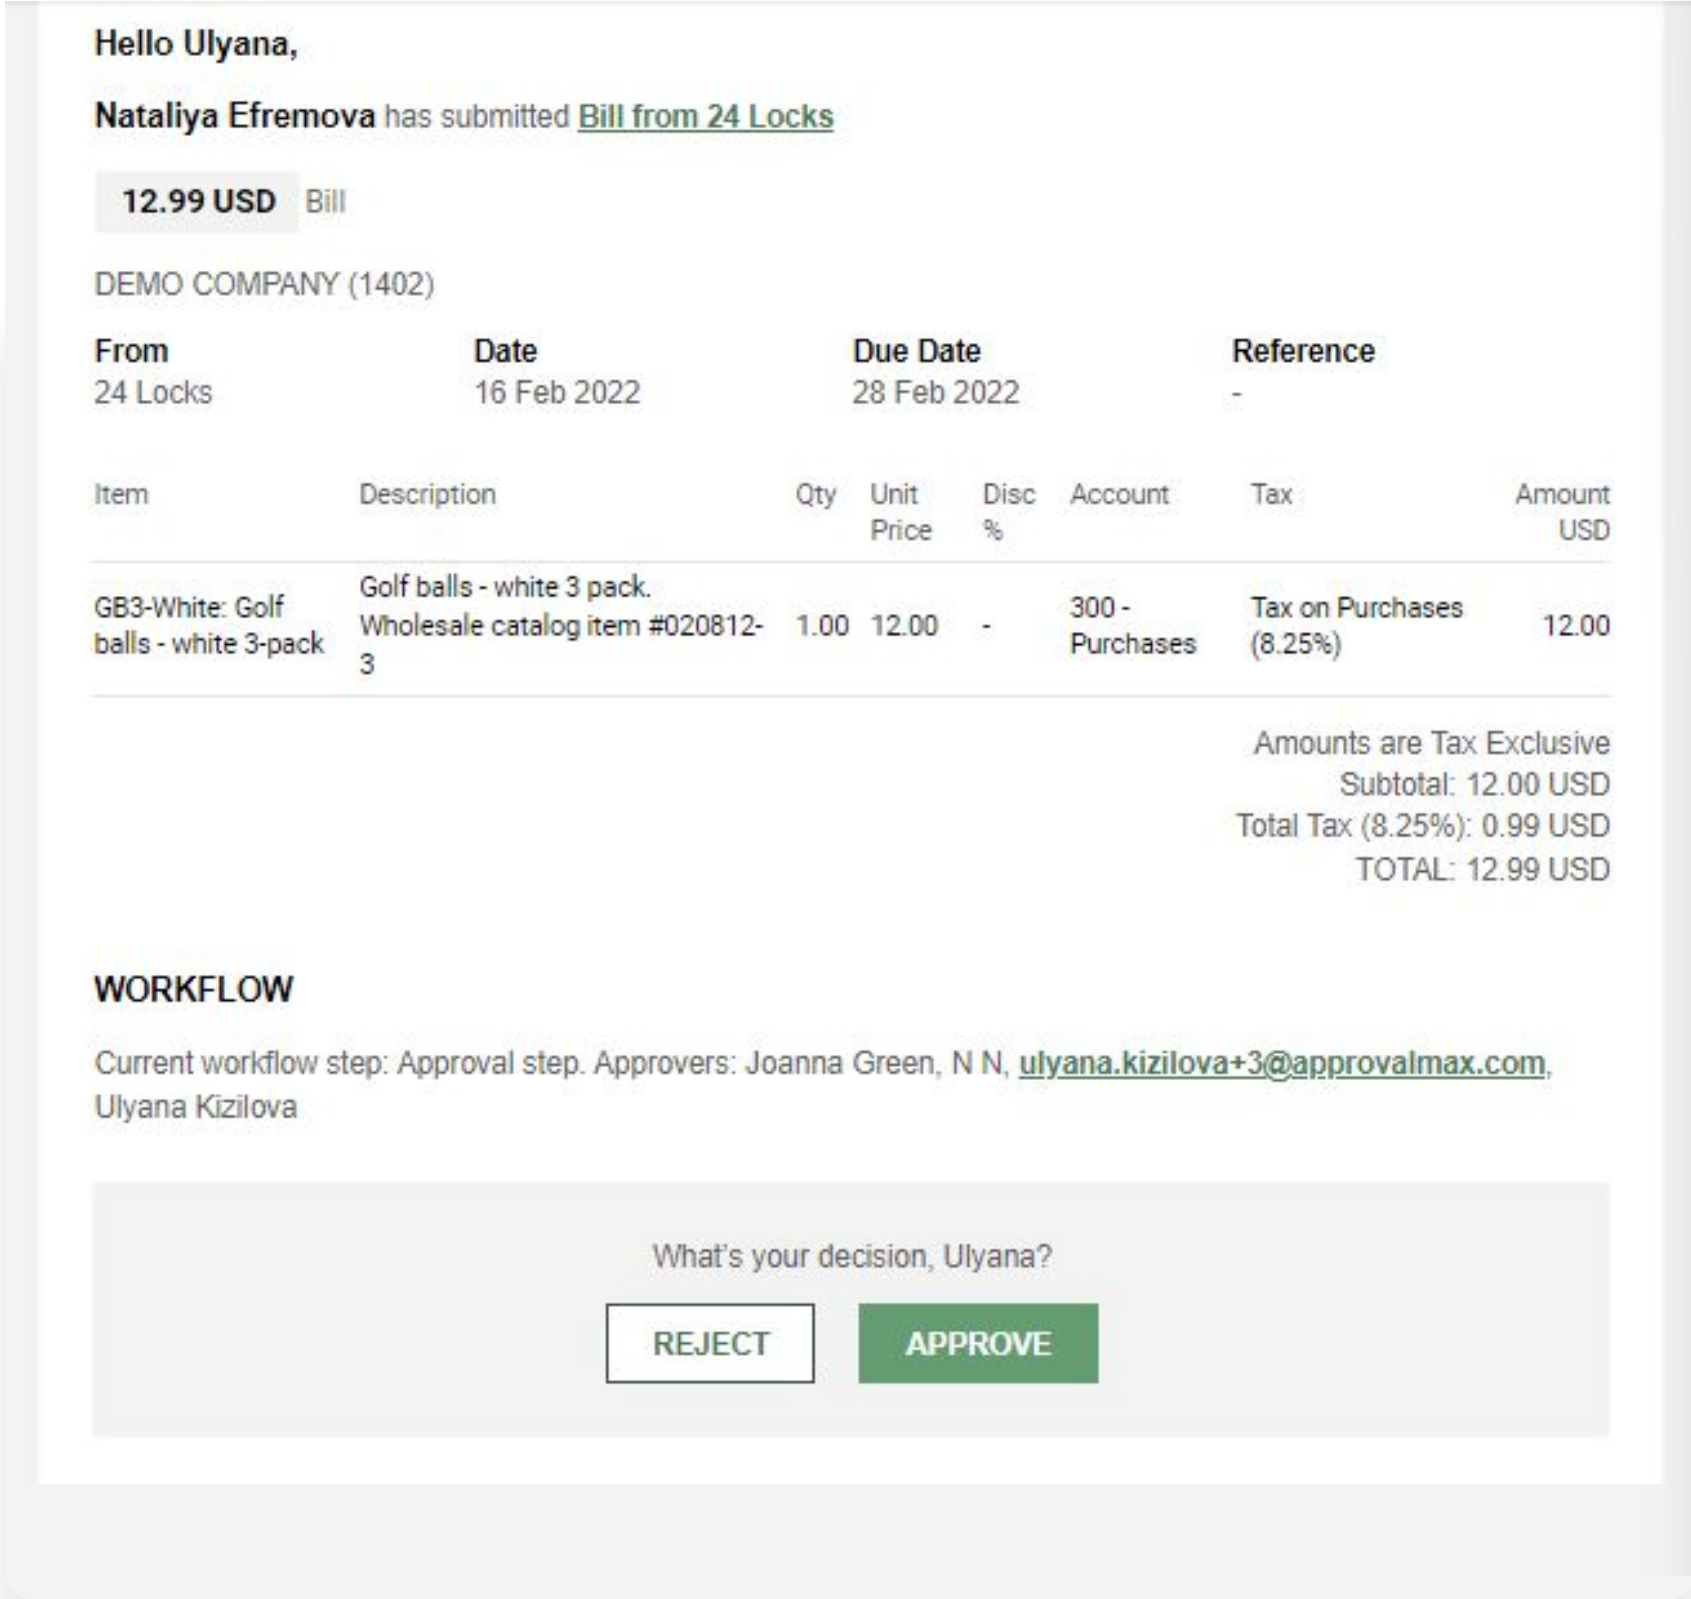 Hello Ulyana,
Nataliya Efremova has submitted Bill from 24 Locks
12.99 USD Bill
DEMO COMPANY (1402)
From Date Due Date Reference
24 Locks 16 Feb 2022 28 Feb 2022 -
Item Description Qty Unit Price Disc % Account Tax Amount USD
GB3-White: Golf balls - white 3-pack Golf balls - white 3 pack. Wholesale catalog item #020812-3 1.00 12.00 - 300 - Purchases Tax on Purchases (8.25%) 12.00
Amounts are Tax Exclusive
Subtotal: 12.00 USD
Total Tax (8.25%): 0.99 USD
TOTAL: 12.99 USD
WORKFLOW
Current workflow step: Approval step. Approvers: Joanna Green, N N, ulyana.kizilova+3@approvalmax.com,
Ulyana Kizilova
What's your decision, Ulyana?
REJECT APPROVE